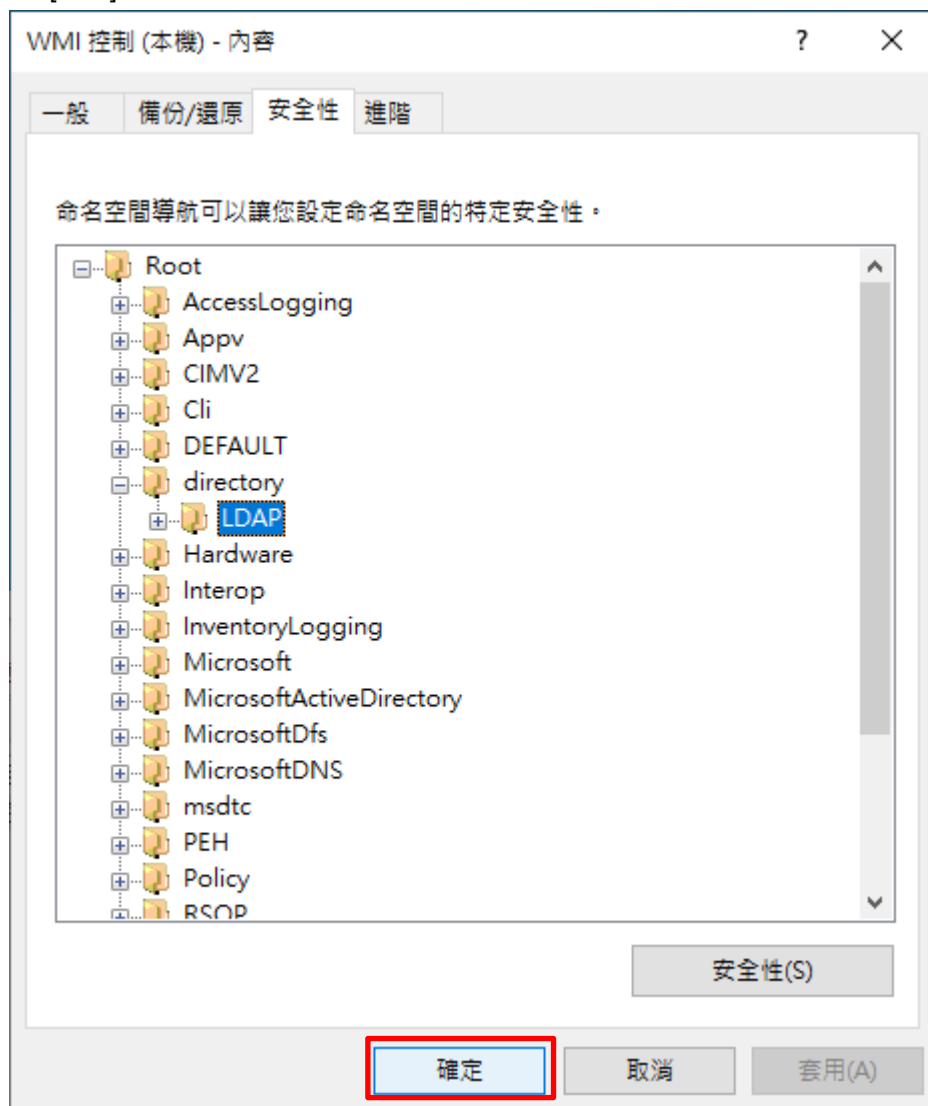 WMI 控制 (本機) - 內容 ? ×
一般 備份/還原 安全性 進階
命名空間導航可以讓您設定命名空間的特定安全性。
Root
AccessLogging
Appv
CIMV2
Cli
DEFAULT
directory
LDAP
Hardware
Interop
InventoryLogging
Microsoft
MicrosoftActiveDirectory
MicrosoftDfs
MicrosoftDNS
msdtc
PEH
Policy
RSOP
安全性(S)
確定 取消 套用(A)